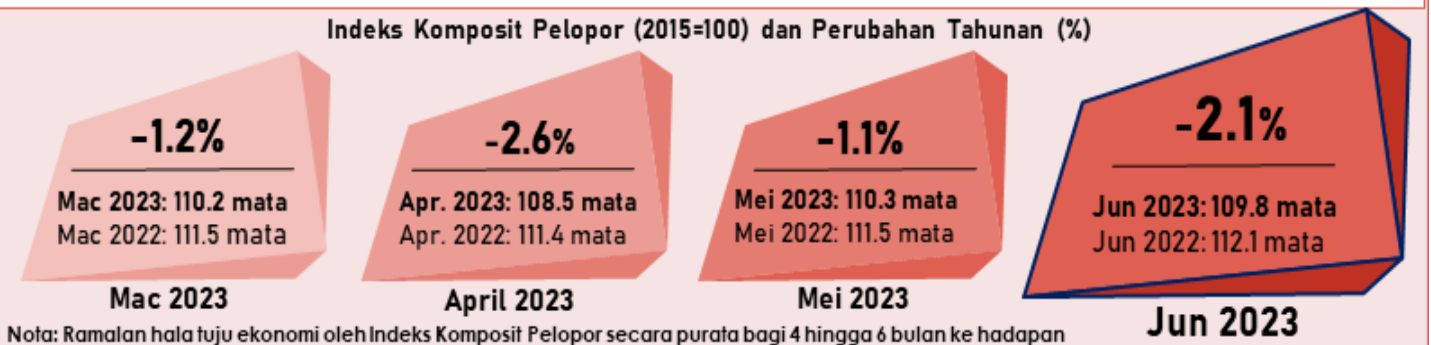 Indeks Komposit Pelopor (2015=100) dan Perubahan Tahunan (%)
-1.2%
Mac 2023: 110.2 mata
Mac 2022: 111.5 mata
Mac 2023
-2.6%
Apr. 2023: 108.5 mata
Apr. 2022: 111.4 mata
April 2023
-1.1%
Mei 2023: 110.3 mata
Mei 2022: 111.5 mata
Mei 2023
-2.1%
Jun 2023: 109.8 mata
Jun 2022: 112.1 mata
Jun 2023
Nota: Ramalan hala tuju ekonomi oleh Indeks Komposit Pelopor secara purata bagi 4 hingga 6 bulan ke hadapan